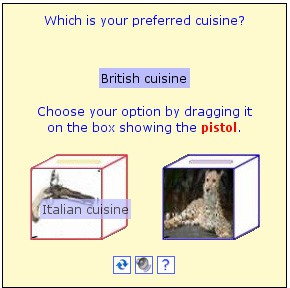 Which is your preferred cuisine?
British cuisine
Choose your option by dragging it
on the box showing the pistol.
Italian cuisine
?